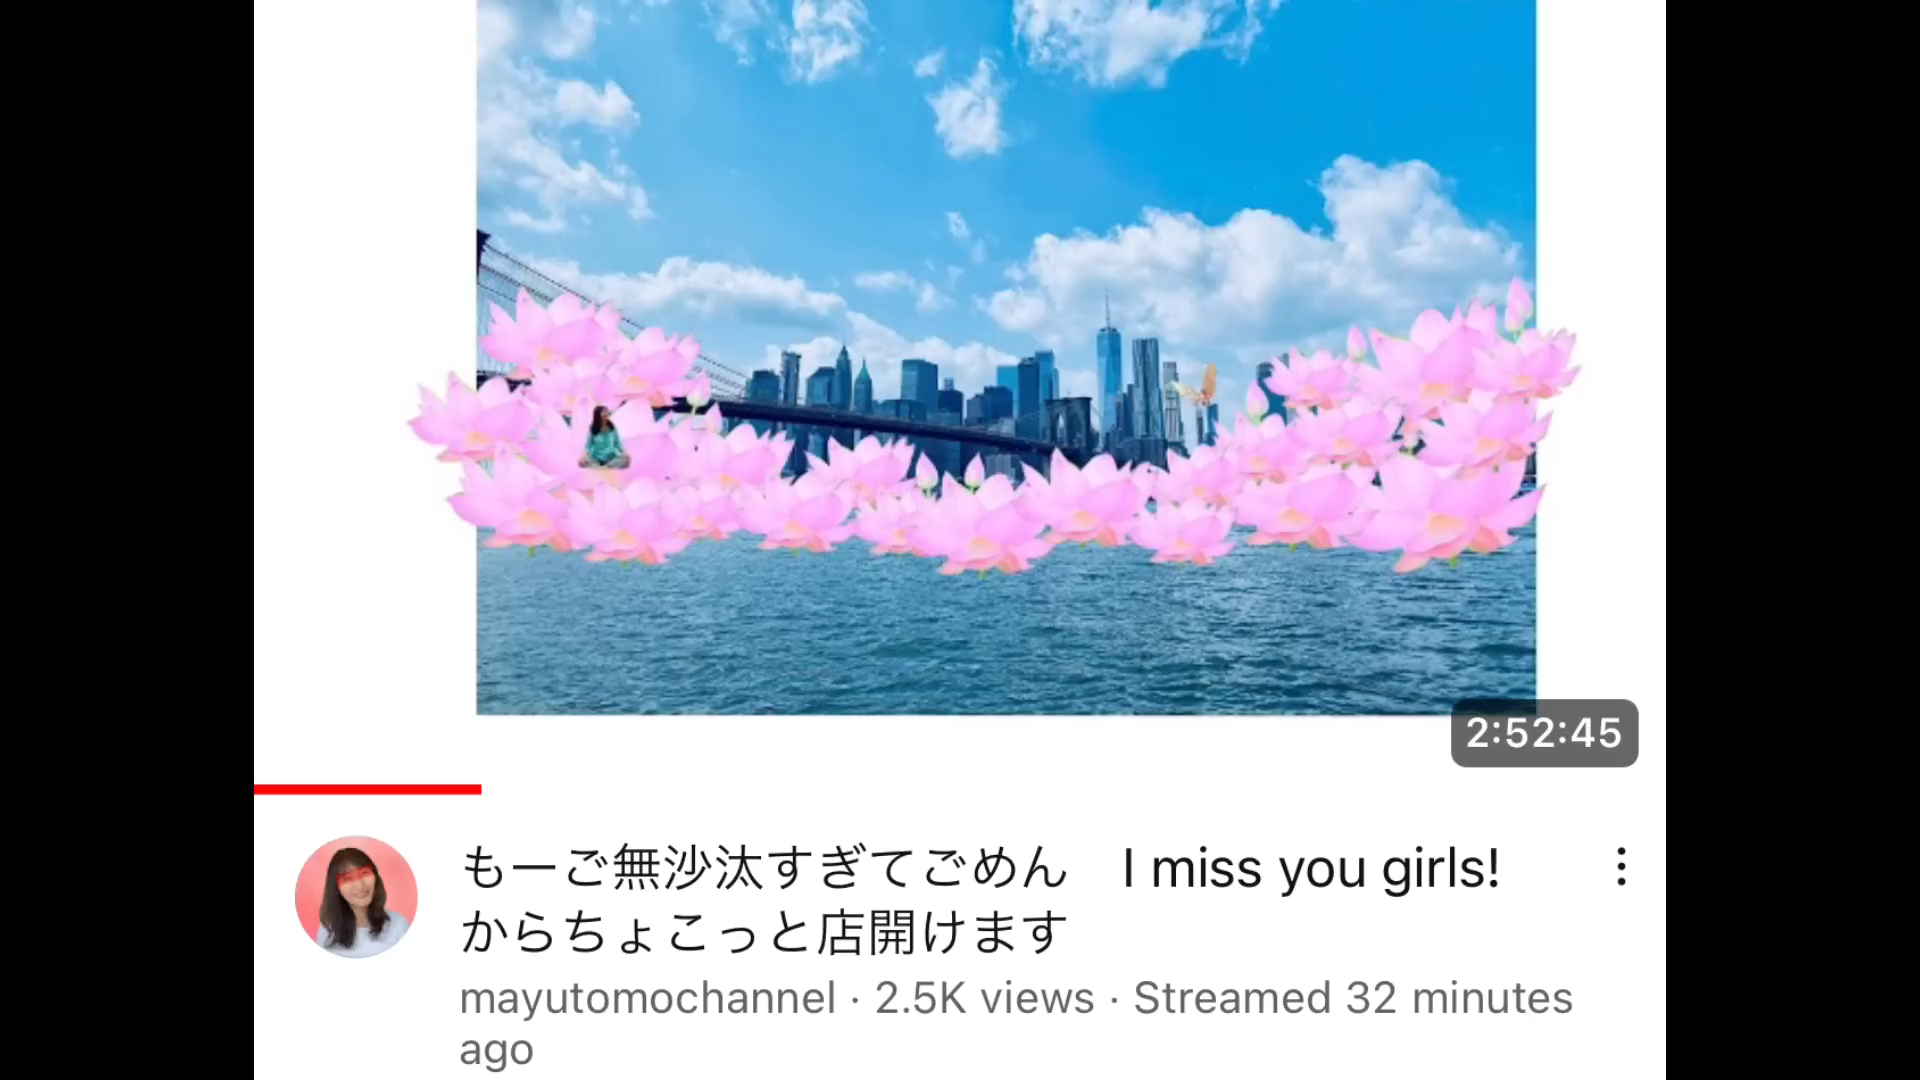 2:52:45
もーご無沙汰すぎてごめん　I miss you girls!
からちょこっと店開けます
mayutomochannel · 2.5K views · Streamed 32 minutes
ago